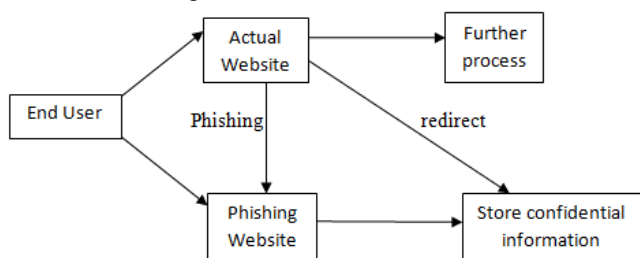 Actual
Website
Further
process
End User
Phishing
redirect
Phishing
Website
Store confidential
information